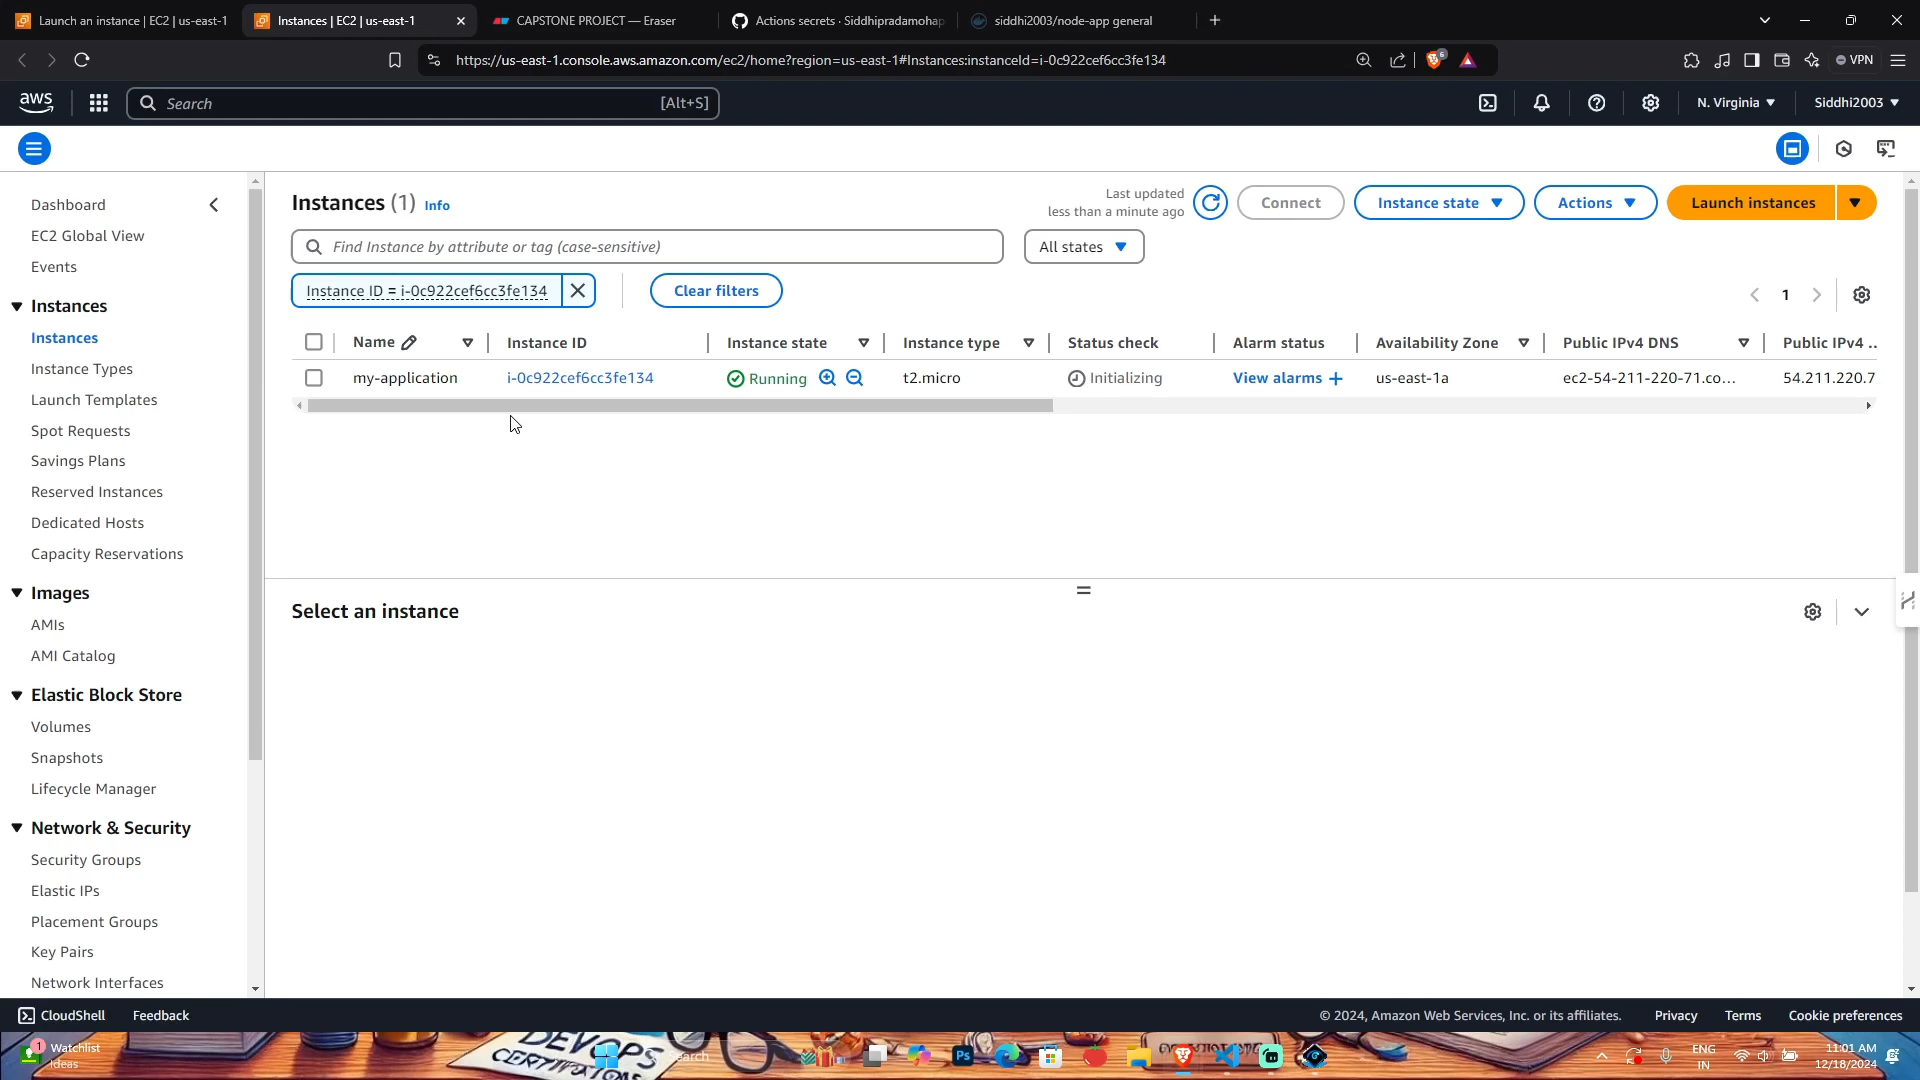 Launch an instance | EC2 | us-east-1
Instances | EC2 | us-east-1
CAPSTONE PROJECT — Eraser
Actions secrets · Siddhipradamohap
siddhi2003/node-app general
https://us-east-1.console.aws.amazon.com/ec2/home?region=us-east-1#Instances:instanceId=i-0c922cef6cc3fe134
6
VPN
aws
Search
[Alt+S]
N. Virginia
Siddhi2003
Dashboard
EC2 Global View
Events
Instances
Instances
Instance Types
Launch Templates
Spot Requests
Savings Plans
Reserved Instances
Dedicated Hosts
Capacity Reservations
Images
AMIs
AMI Catalog
Elastic Block Store
Volumes
Snapshots
Lifecycle Manager
Network & Security
Security Groups
Elastic IPs
Placement Groups
Key Pairs
Network Interfaces
Instances (1) Info
Last updated
less than a minute ago
Connect
Instance state
Actions
Launch instances
Find Instance by attribute or tag (case-sensitive)
All states
Instance ID = i-0c922cef6cc3fe134
Clear filters
1
Name
Instance ID
Instance state
Instance type
Status check
Alarm status
Availability Zone
Public IPv4 DNS
Public IPv4 ..
my-application
i-0c922cef6cc3fe134
Running
t2.micro
Initializing
View alarms
us-east-1a
ec2-54-211-220-71.co...
54.211.220.7
Select an instance
CloudShell
Feedback
© 2024, Amazon Web Services, Inc. or its affiliates.
Privacy
Terms
Cookie preferences
1
Watchlist
Ideas
DEVOPS
CERTIFICATIONS
Search
Ps
ENG
IN
11:01 AM
12/18/2024